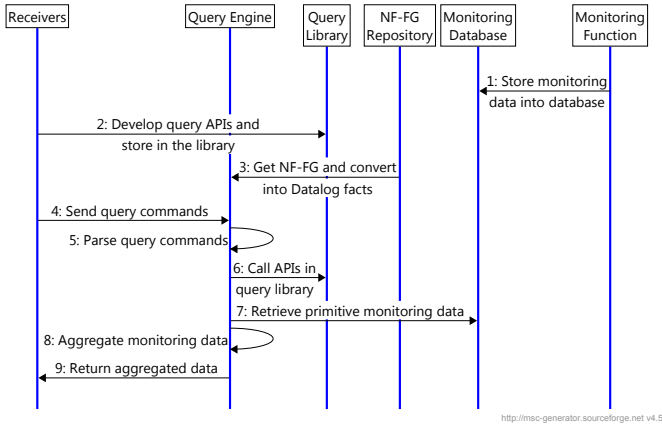 Receivers
Query Engine
Query
Library
NF-FG
Repository
Monitoring
Database
Monitoring
Function
1: Store monitoring
data into database
2: Develop query APIs and
store in the library
3: Get NF-FG and convert
into Datalog facts
4: Send query commands
5: Parse query commands
6: Call APIs in
query library
7: Retrieve primitive monitoring data
8: Aggregate monitoring data
9: Return aggregated data
http://msc-generator.sourceforge.net v4.5